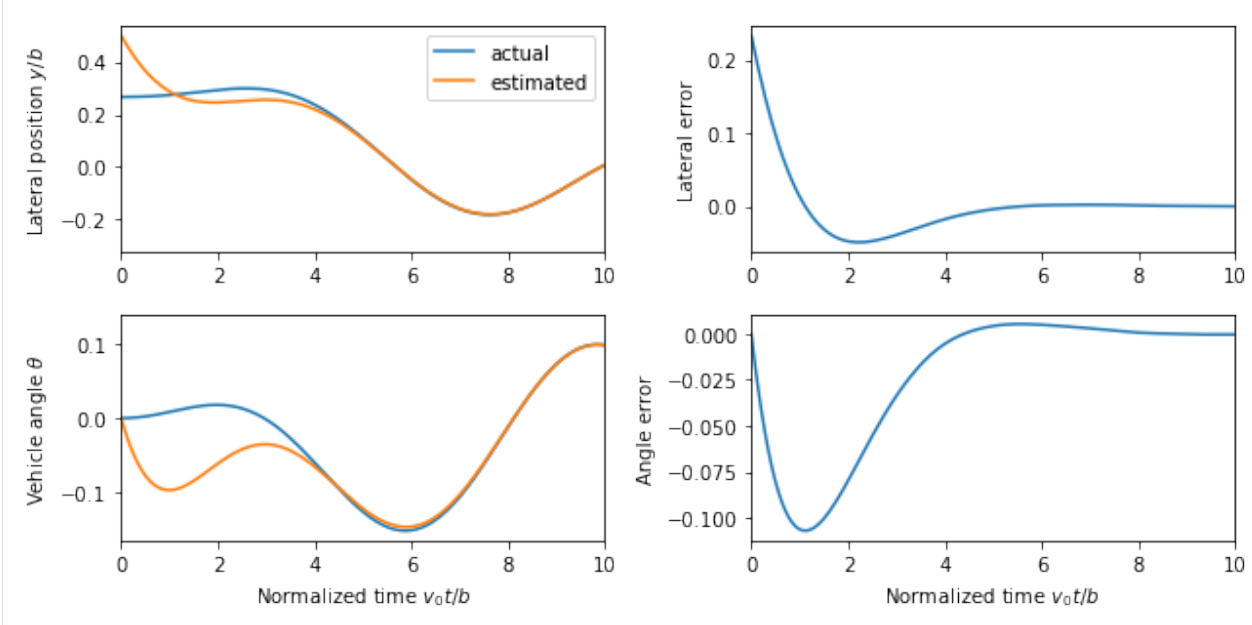 Lateral position y/b
0.4
0.2
0.0
−0.2
actual
estimated
0 2 4 6 8 10
Lateral error
0.2
0.1
0.0
0 2 4 6 8 10
Vehicle angle θ
0.1
0.0
−0.1
0 2 4 6 8 10
Normalized time v₀t/b
Angle error
0.000
−0.025
−0.050
−0.075
−0.100
0 2 4 6 8 10
Normalized time v₀t/b